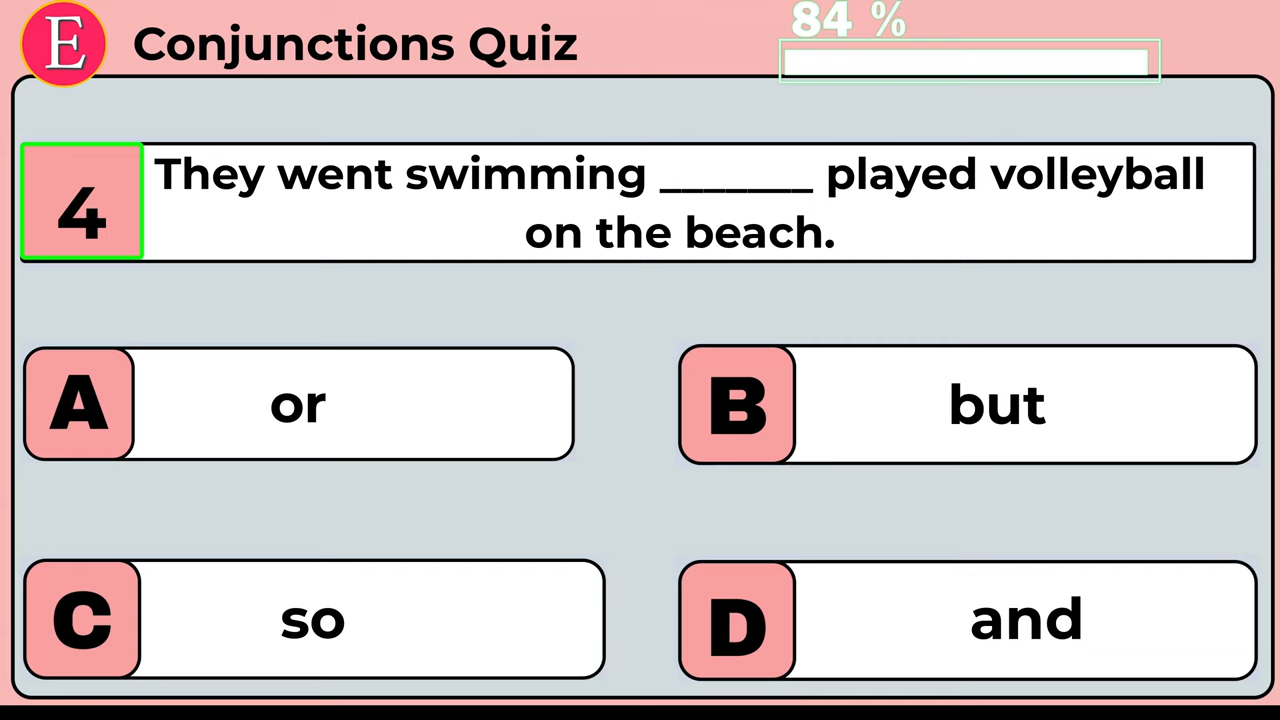 E
Conjunctions Quiz
84 %
4
They went swimming _______ played volleyball
on the beach.
A
or
B
but
C
so
D
and